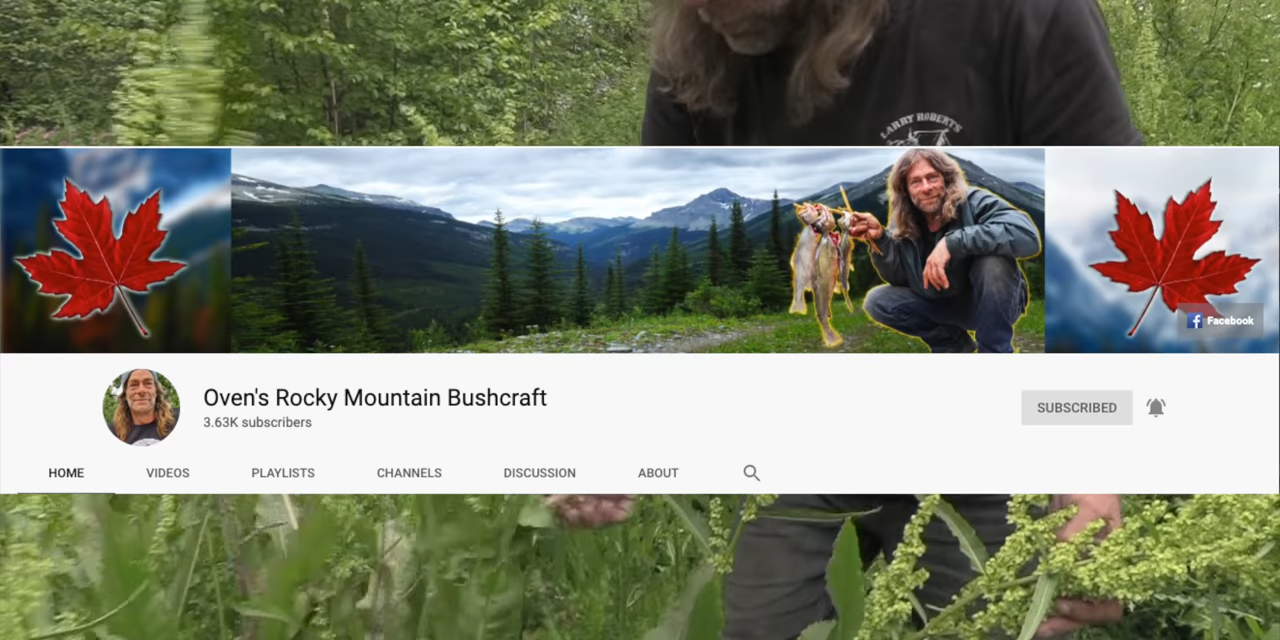 LARRY ROBERTS
Facebook
Oven's Rocky Mountain Bushcraft
3.63K subscribers
SUBSCRIBED
HOME
VIDEOS
PLAYLISTS
CHANNELS
DISCUSSION
ABOUT